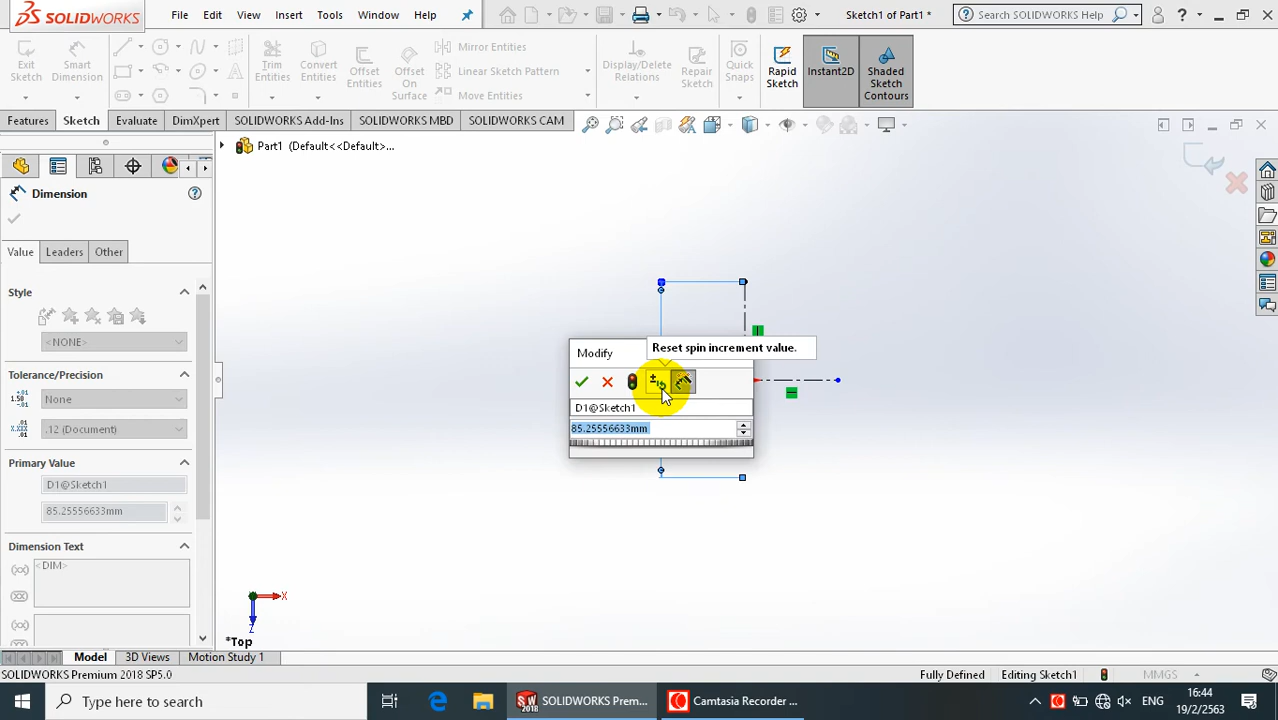 SOLIDWORKS
File Edit View Insert Tools Window Help
Sketch1 of Part1 *
Search SOLIDWORKS Help
Exit Sketch
Smart Dimension
Trim Entities
Convert Entities
Offset Entities
Offset On Surface
Mirror Entities
Linear Sketch Pattern
Move Entities
Display/Delete Relations
Repair Sketch
Quick Snaps
Rapid Sketch
Instant2D
Shaded Sketch Contours
Features Sketch Evaluate DimXpert SOLIDWORKS Add-Ins SOLIDWORKS MBD SOLIDWORKS CAM
Part1 (Default<<Default>...
Dimension
Value Leaders Other
Style
<NONE>
Tolerance/Precision
None
.12 (Document)
Primary Value
D1@Sketch1
85.25556633mm
Dimension Text
<DIM>
Modify
Reset spin increment value.
D1@Sketch1
85.25556633mm
X
Z
*Top
Model 3D Views Motion Study 1
SOLIDWORKS Premium 2018 SP5.0
Fully Defined Editing Sketch1 MMGS
Type here to search
SOLIDWORKS Prem...
Camtasia Recorder ...
ENG
16:44
19/2/2563